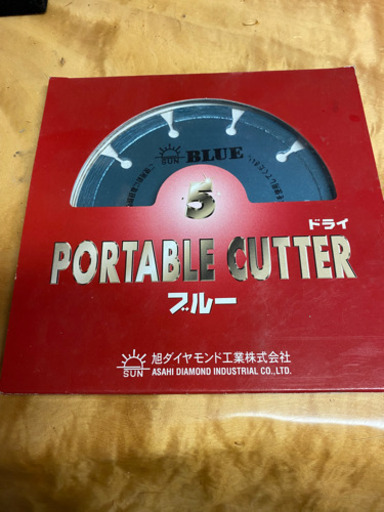 SUN BLUE
5
ドライ
PORTABLE CUTTER
ブルー
SUN
旭ダイヤモンド工業株式会社
ASAHI DIAMOND INDUSTRIAL CO.,LTD.